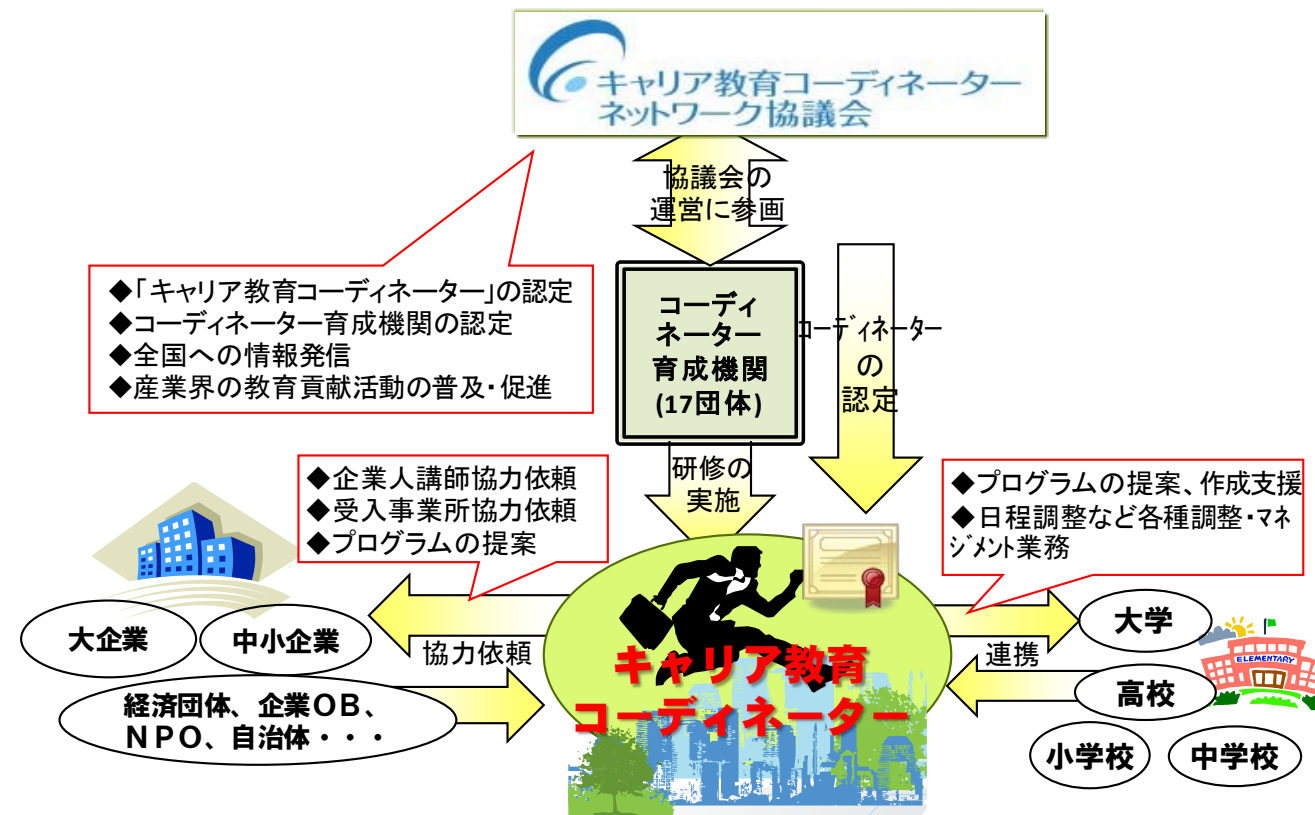 キャリア教育コーディネーター
ネットワーク協議会
協議会の
運営に参画
◆「キャリア教育コーディネーター」の認定
◆コーディネーター育成機関の認定
◆全国への情報発信
◆産業界の教育貢献活動の普及・促進
コーディ
ネーター
育成機関
(17団体)
コーディネーター
の
認定
研修の
実施
◆企業人講師協力依頼
◆受入事業所協力依頼
◆プログラムの提案
◆プログラムの提案、作成支援
◆日程調整など各種調整・マネ
ジメント業務
大企業
中小企業
協力依頼
経済団体、企業OB、
NPO、自治体・・・
キャリア教育
コーディネーター
連携
大学
ELEMENTARY
高校
小学校
中学校